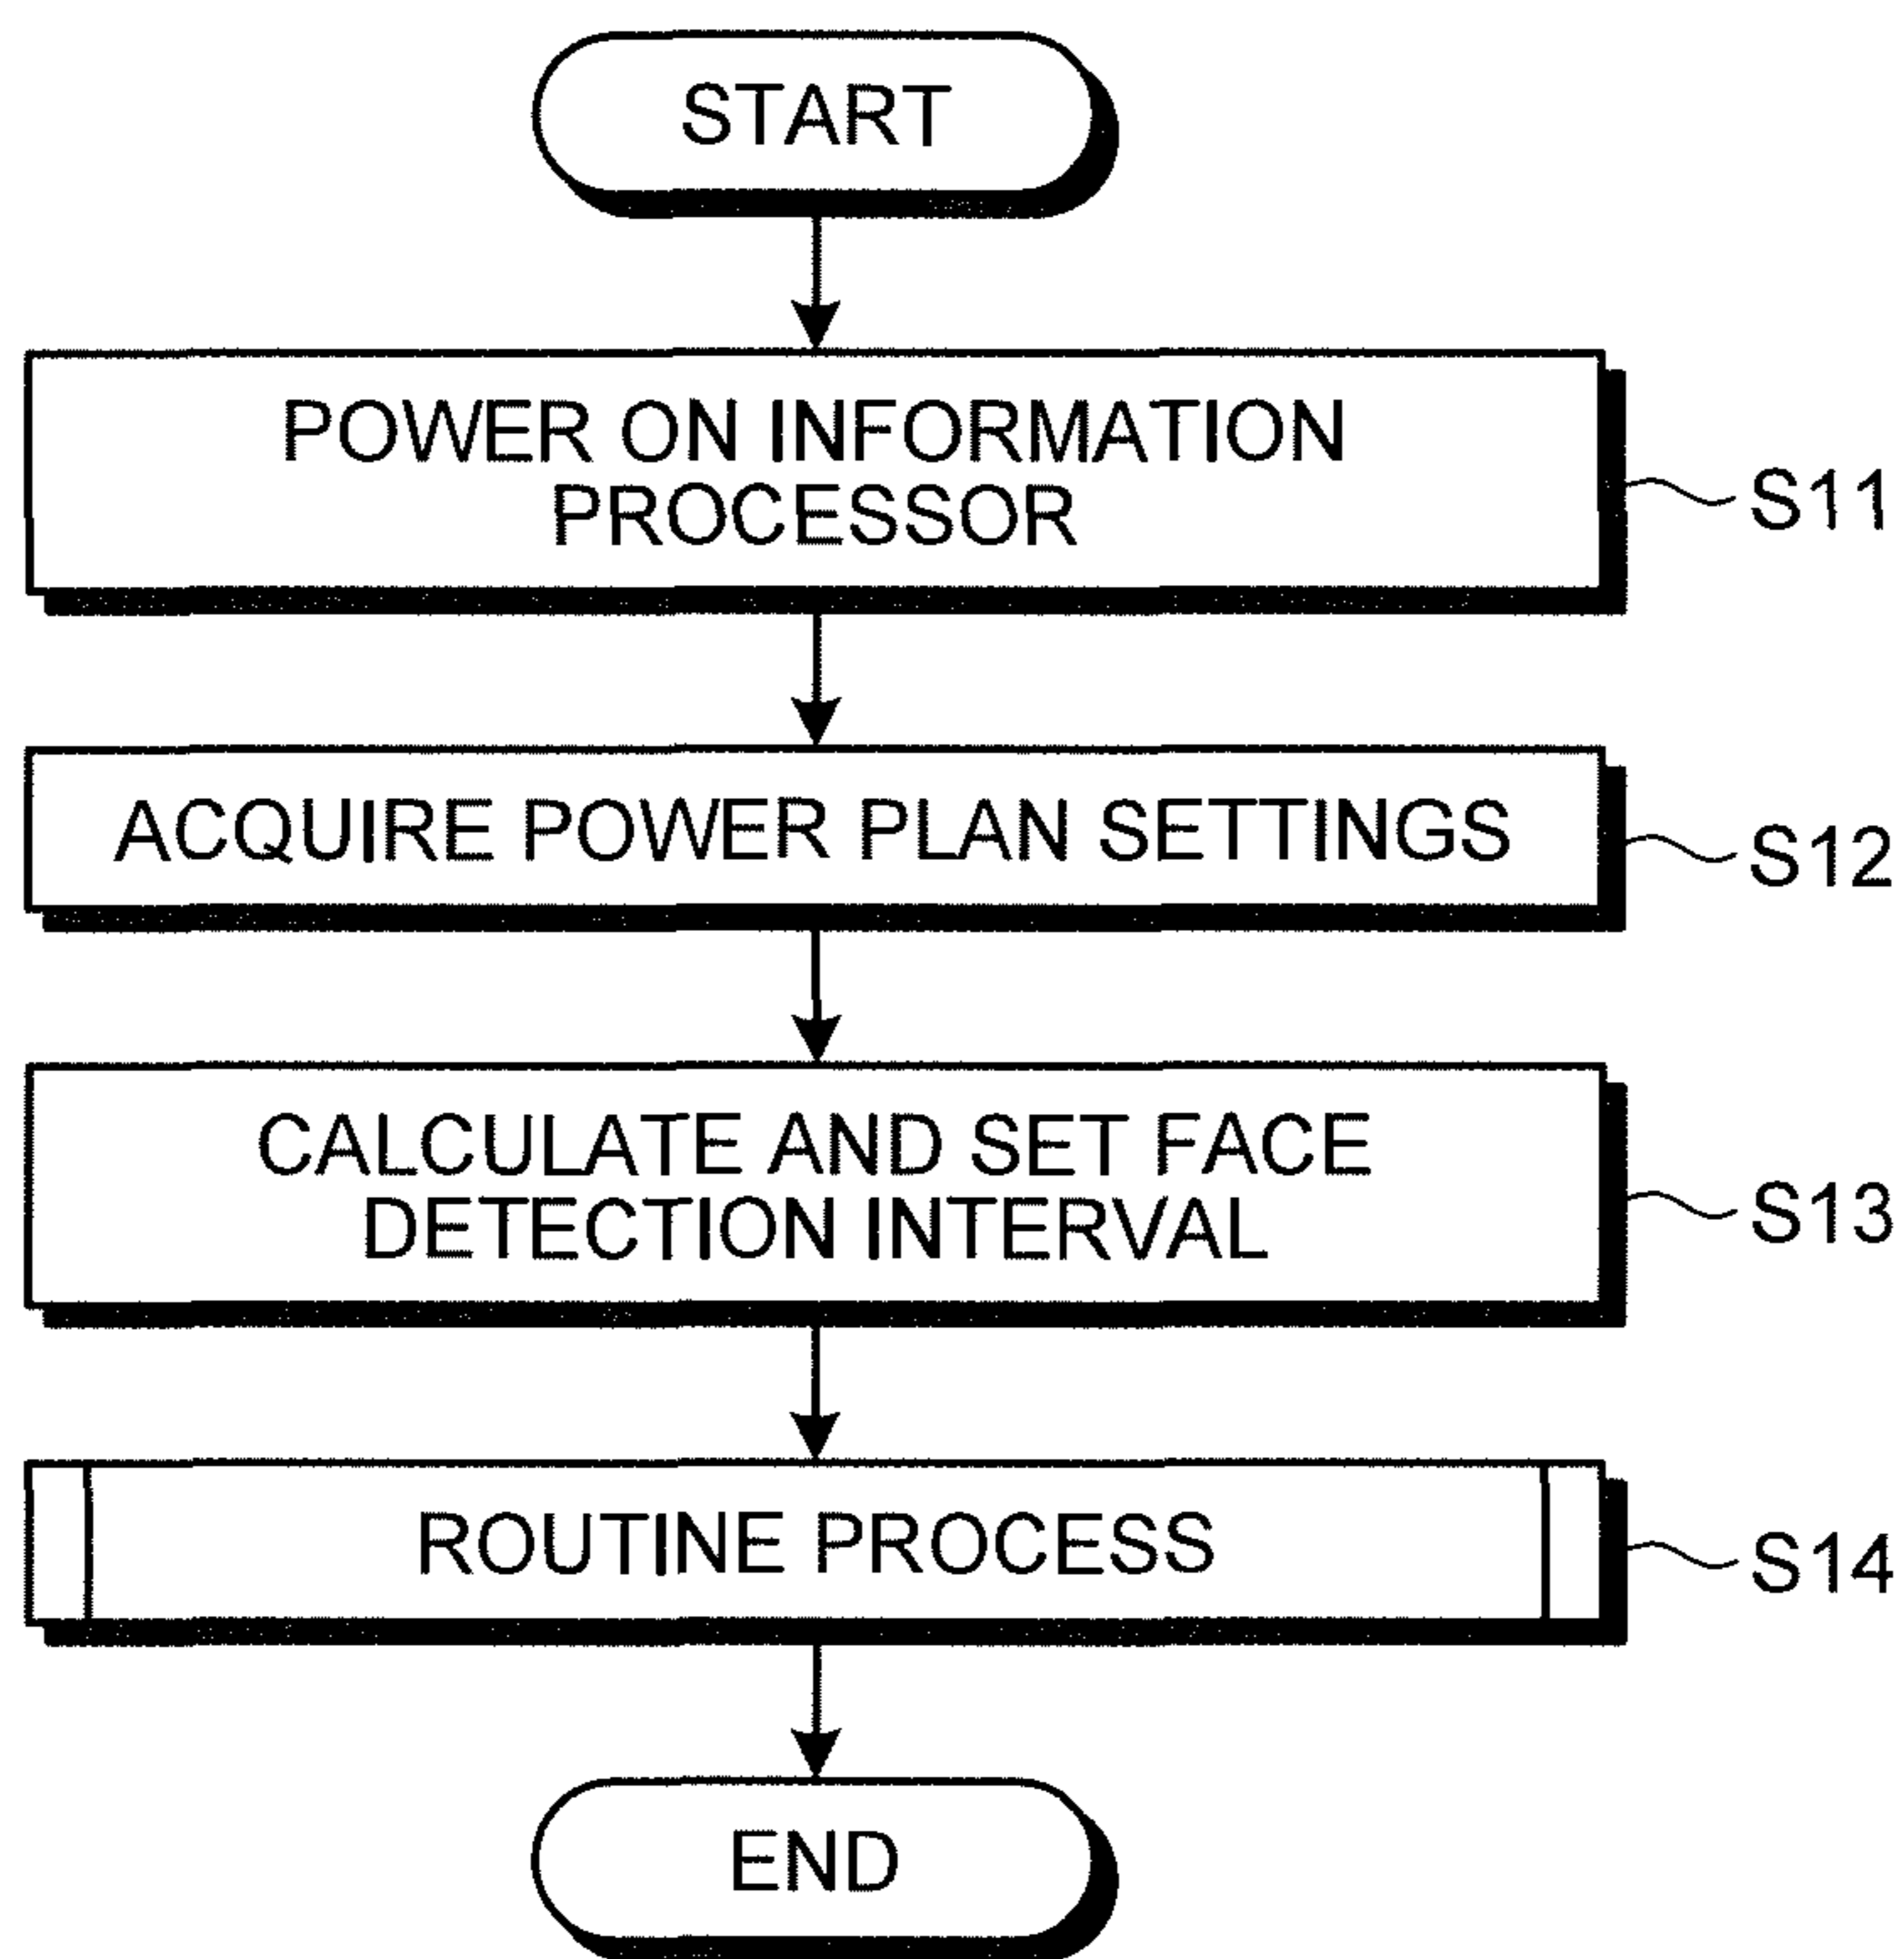 START
POWER ON INFORMATION
PROCESSOR
S11
ACQUIRE POWER PLAN SETTINGS
S12
CALCULATE AND SET FACE
DETECTION INTERVAL
S13
ROUTINE PROCESS
S14
END